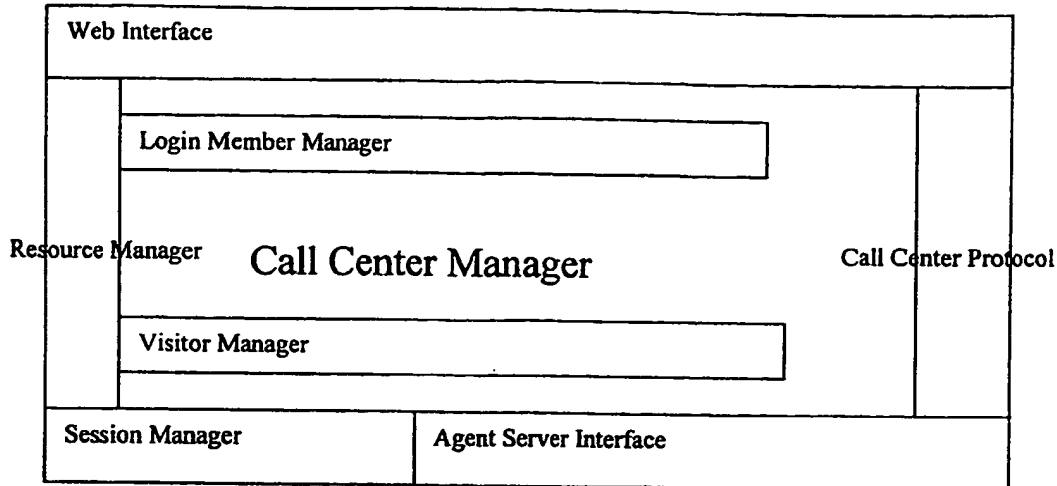 Web Interface
Login Member Manager
Resource Manager
Call Center Manager
Call Center Protocol
Visitor Manager
Session Manager
Agent Server Interface